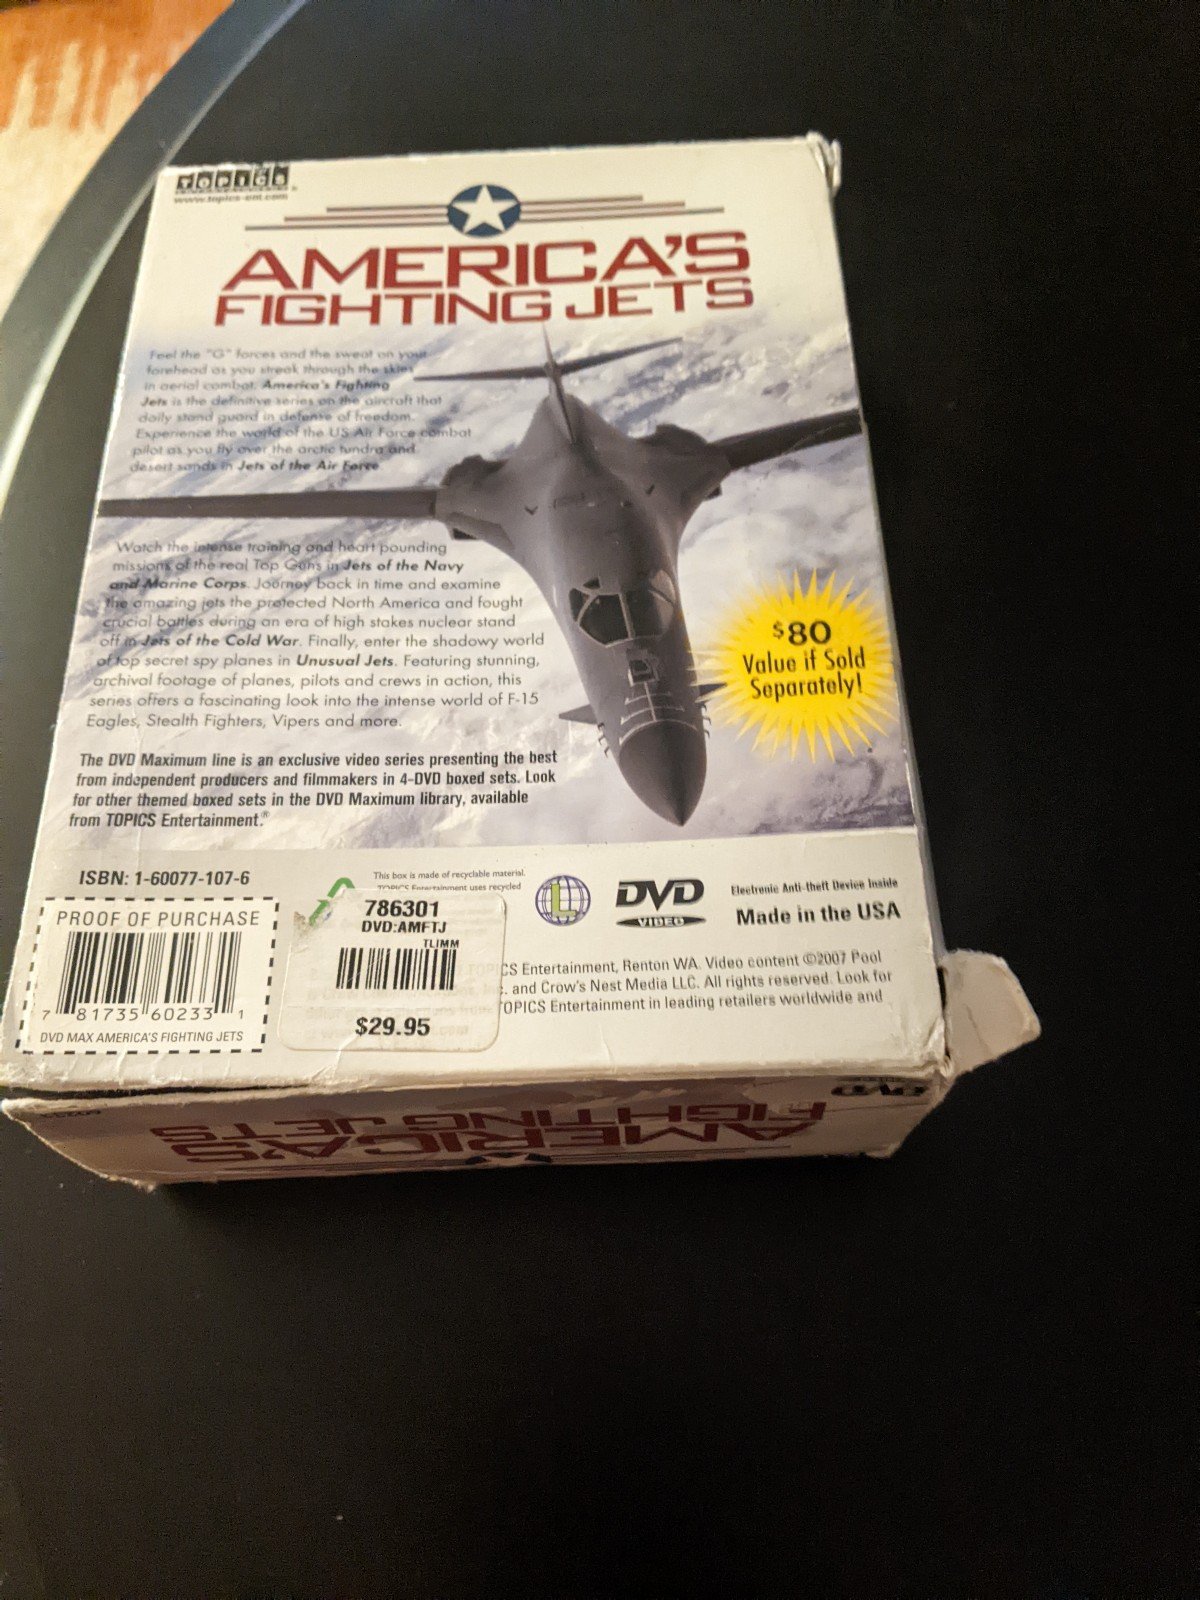 TOPICS
www.topics-ent.com
AMERICA'S
FIGHTING JETS
Feel the "G" forces and the sweat on your
forehead as you streak through the skies
in aerial combat. America's Fighting
Jets is the definitive series on the aircraft that
daily stand guard in defense of freedom.
Experience the world of the US Air Force combat
pilot as you fly over the arctic tundra and
desert sands in Jets of the Air Force
Watch the intense training and heart pounding
missions of the real Top Guns in Jets of the Navy
and Marine Corps. Journey back in time and examine
the amazing jets the protected North America and fought
crucial battles during an era of high stakes nuclear stand
off in Jets of the Cold War. Finally, enter the shadowy world
of top secret spy planes in Unusual Jets. Featuring stunning,
archival footage of planes, pilots and crews in action, this
series offers a fascinating look into the intense world of F-15
Eagles, Stealth Fighters, Vipers and more.
$80
Value if Sold
Separately!
The DVD Maximum line is an exclusive video series presenting the best
from independent producers and filmmakers in 4-DVD boxed sets. Look
for other themed boxed sets in the DVD Maximum library, available
from TOPICS Entertainment.®
ISBN: 1-60077-107-6
PROOF OF PURCHASE
7 81735 60233 1
DVD MAX AMERICA'S FIGHTING JETS
This box is made of recyclable material.
TOPICS Entertainment uses recycled
786301
DVD:AMFTJ
TLIMM
$29.95
L
DVD
VIDEO
Electronic Anti-theft Device Inside
Made in the USA
TOPICS Entertainment, Renton WA. Video content ©2007 Pool
and Crow's Nest Media LLC. All rights reserved. Look for
TOPICS Entertainment in leading retailers worldwide and
DVD
AMERICA'S
FIGHTING JETS